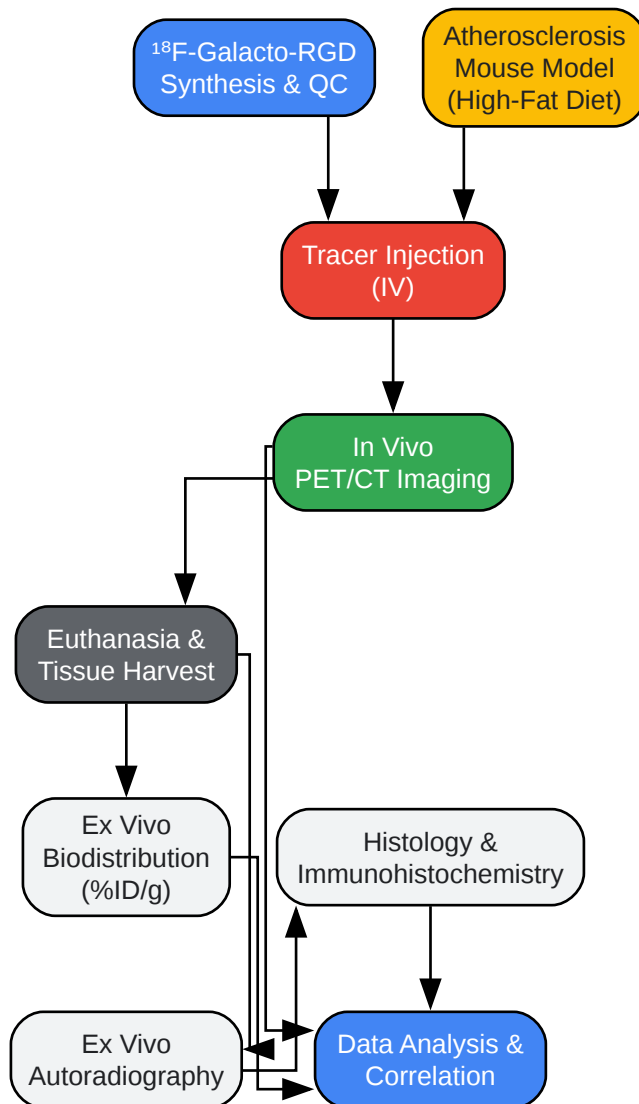 ¹⁸F-Galacto-RGD
Synthesis & QC
Atherosclerosis
Mouse Model
(High-Fat Diet)
Tracer Injection
(IV)
In Vivo
PET/CT Imaging
Euthanasia &
Tissue Harvest
Ex Vivo
Biodistribution
(%ID/g)
Histology &
Immunohistochemistry
Ex Vivo
Autoradiography
Data Analysis &
Correlation